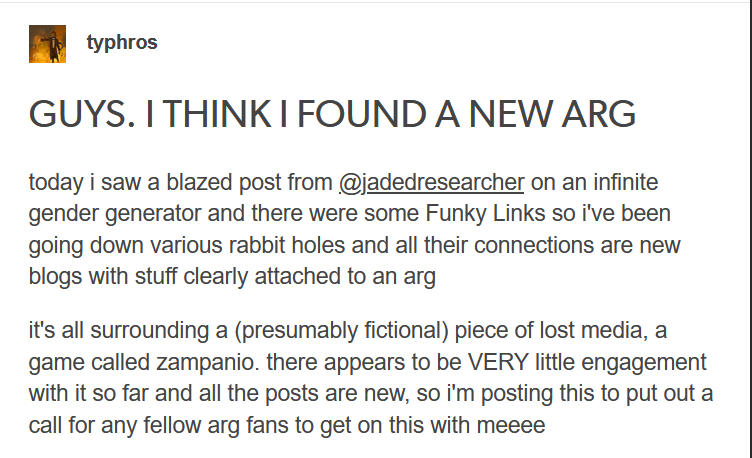 typhros
GUYS. I THINK I FOUND A NEW ARG
today i saw a blazed post from @jadedresearcher on an infinite
gender generator and there were some Funky Links so i've been
going down various rabbit holes and all their connections are new
blogs with stuff clearly attached to an arg
it's all surrounding a (presumably fictional) piece of lost media, a
game called zampanio. there appears to be VERY little engagement
with it so far and all the posts are new, so i'm posting this to put out a
call for any fellow arg fans to get on this with meeee